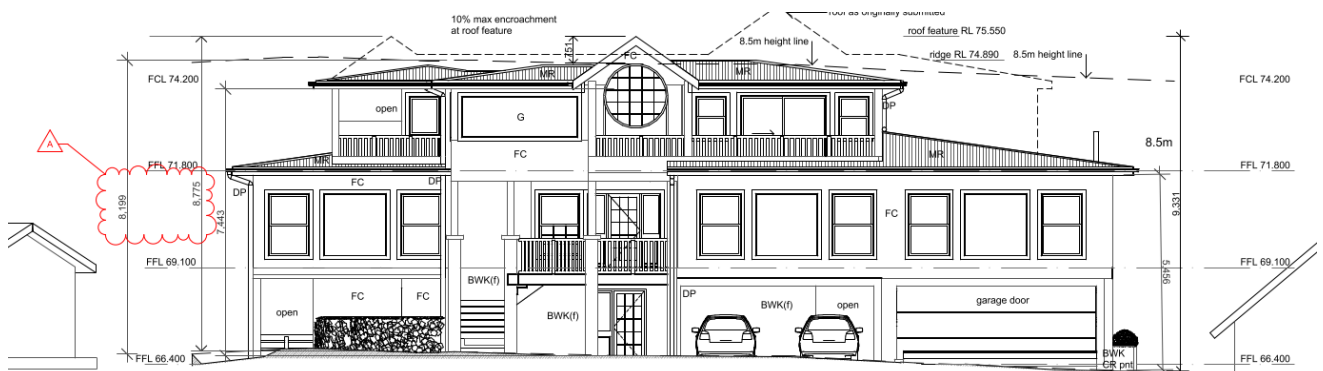 10% max encroachment
at roof feature
roof as originally submitted
roof feature RL 75.550
ridge RL 74.890
8.5m height line
8.5m height line
751
FC
FCL 74.200
MR
MR
FCL 74.200
open
G
DP
A
FC
8.5m
FFL 71.800
MR
MR
FFL 71.800
DP
FC
DP
8,199
8,775
7,443
FC
9,331
FFL 69.100
FFL 69.100
5,456
BWK(f)
open
FC
FC
BWK(f)
DP
BWK(f)
open
garage door
FFL 66.400
BWK
CR pnt
FFL 66.400